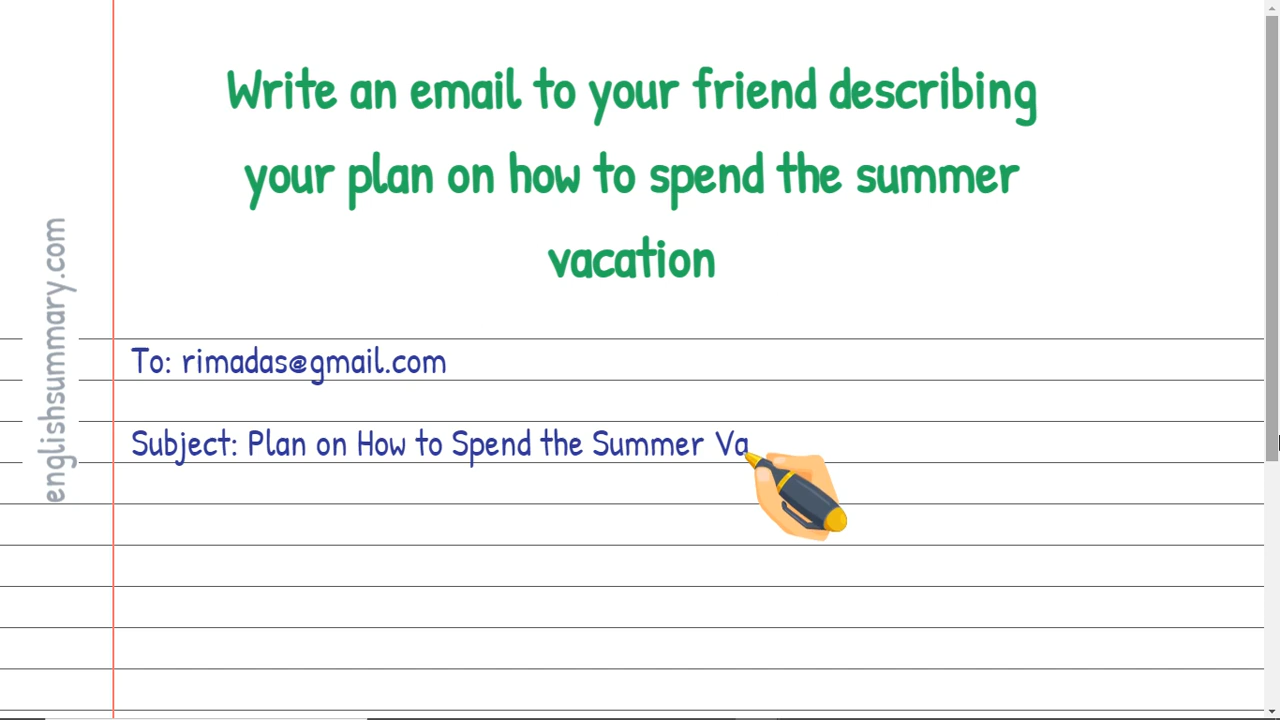 Write an email to your friend describing
your plan on how to spend the summer
vacation
englishsummary.com
To: rimadas@gmail.com
Subject: Plan on How to Spend the Summer Va